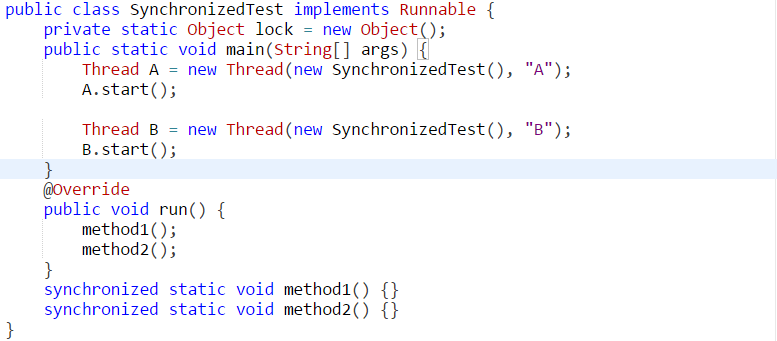 public class SynchronizedTest implements Runnable {
    private static Object lock = new Object();
    public static void main(String[] args) {
        Thread A = new Thread(new SynchronizedTest(), "A");
        A.start();

        Thread B = new Thread(new SynchronizedTest(), "B");
        B.start();
    }
    @Override
    public void run() {
        method1();
        method2();
    }
    synchronized static void method1() {}
    synchronized static void method2() {}
}